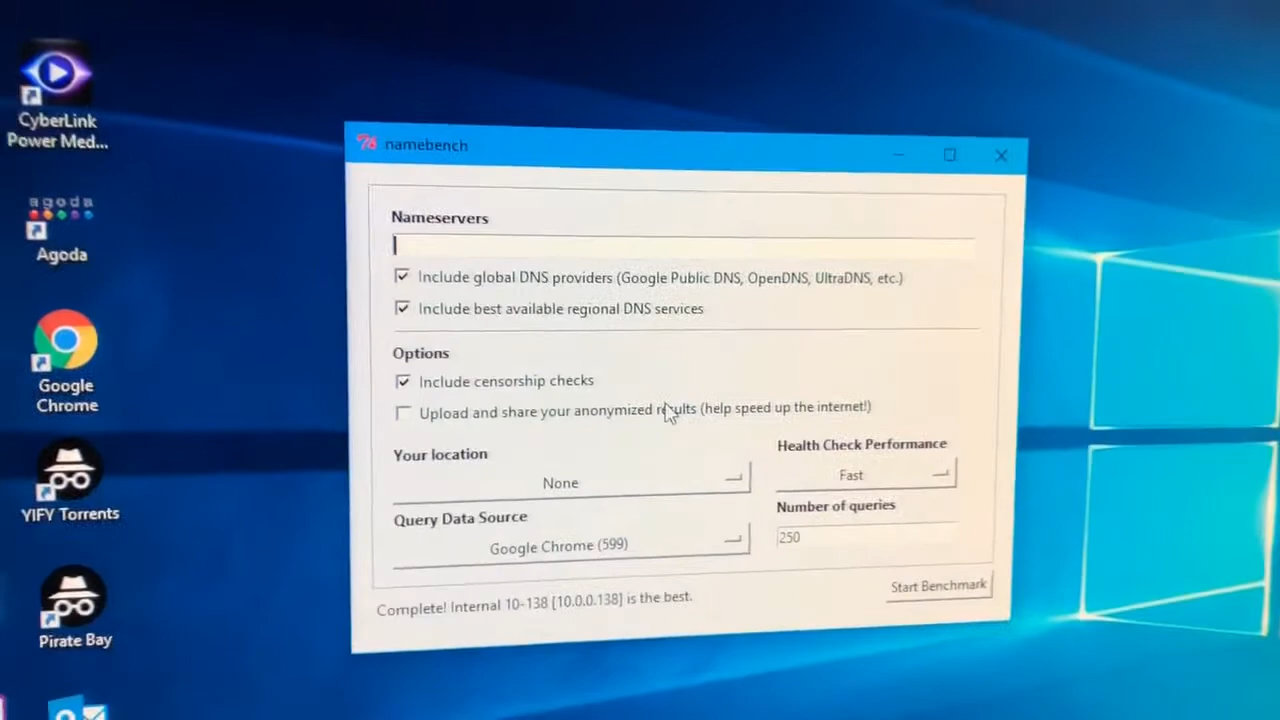 CyberLink
Power Med...
agoda
Agoda
Google
Chrome
YIFY Torrents
Pirate Bay
namebench
Nameservers
Include global DNS providers (Google Public DNS, OpenDNS, UltraDNS, etc.)
Include best available regional DNS services
Options
Include censorship checks
Upload and share your anonymized results (help speed up the internet!)
Your location
None
Health Check Performance
Fast
Query Data Source
Google Chrome (599)
Number of queries
250
Complete! Internal 10-138 [10.0.0.138] is the best.
Start Benchmark